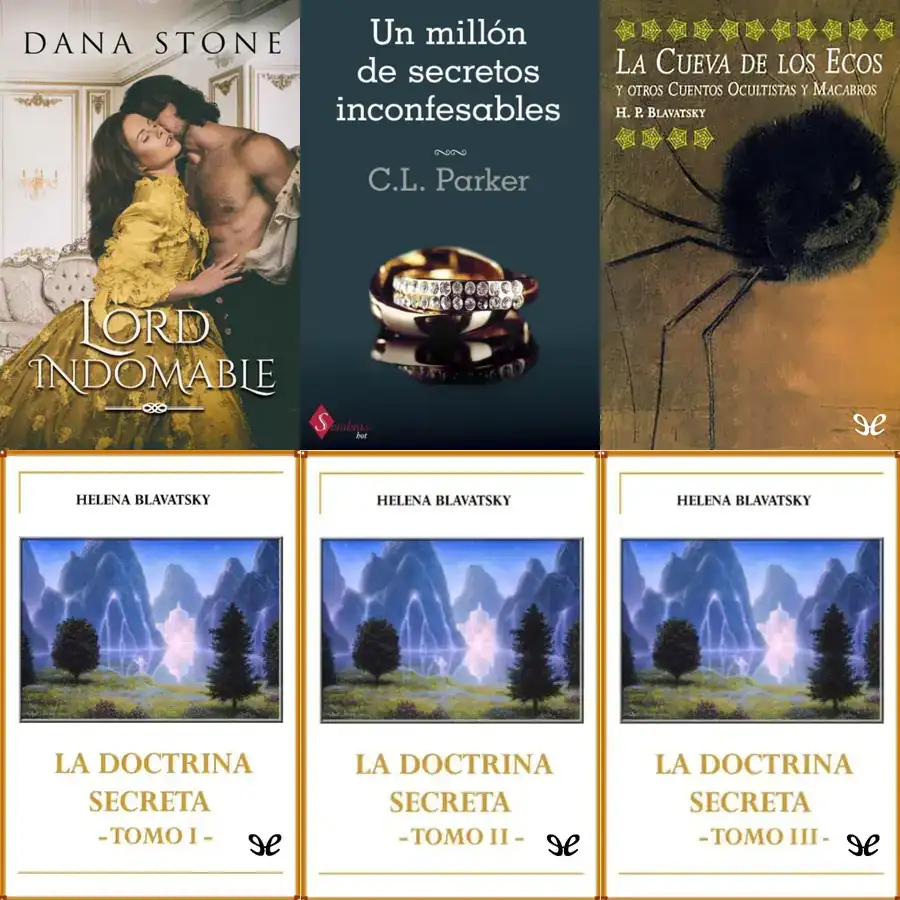 DANA STONE
LORD
INDOMABLE
Un millón
de secretos
inconfesables
C.L. Parker
Sombras
hot
LA CUEVA DE LOS ECOS
Y OTROS CUENTOS OCULTISTAS Y MACABROS
H. P. BLAVATSKY
HELENA BLAVATSKY
LA DOCTRINA
SECRETA
-TOMO I-
HELENA BLAVATSKY
LA DOCTRINA
SECRETA
-TOMO II-
HELENA BLAVATSKY
LA DOCTRINA
SECRETA
-TOMO III-